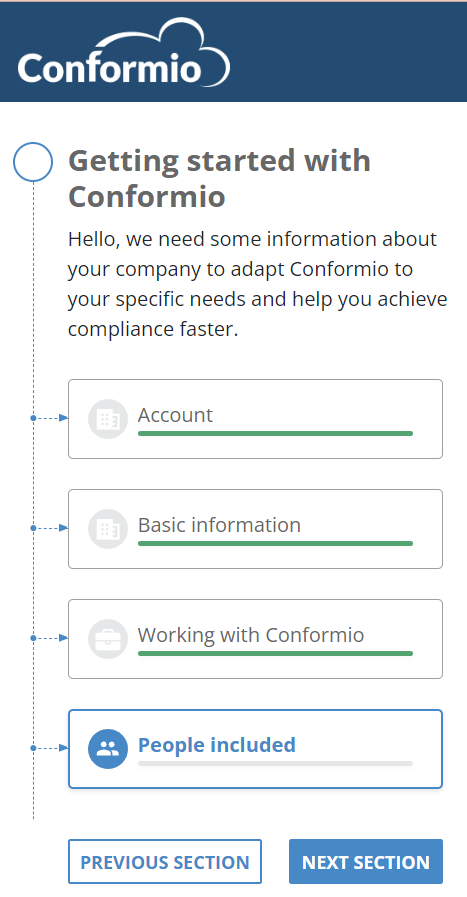 Conformio
Getting started with
Conformio
Hello, we need some information about
your company to adapt Conformio to
your specific needs and help you achieve
compliance faster.
Account
Basic information
Working with Conformio
People included
PREVIOUS SECTION
NEXT SECTION